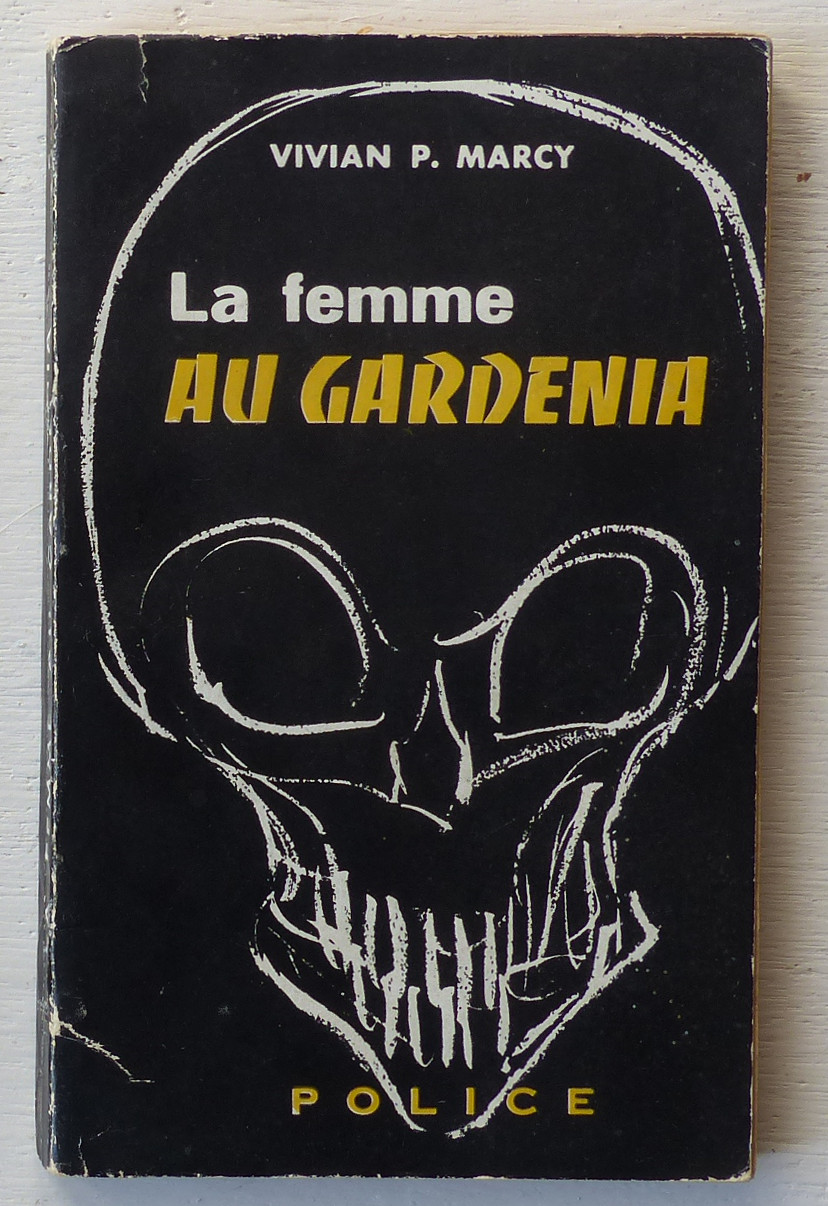 VIVIAN P. MARCY
La femme
AU GARDENIA
POLICE